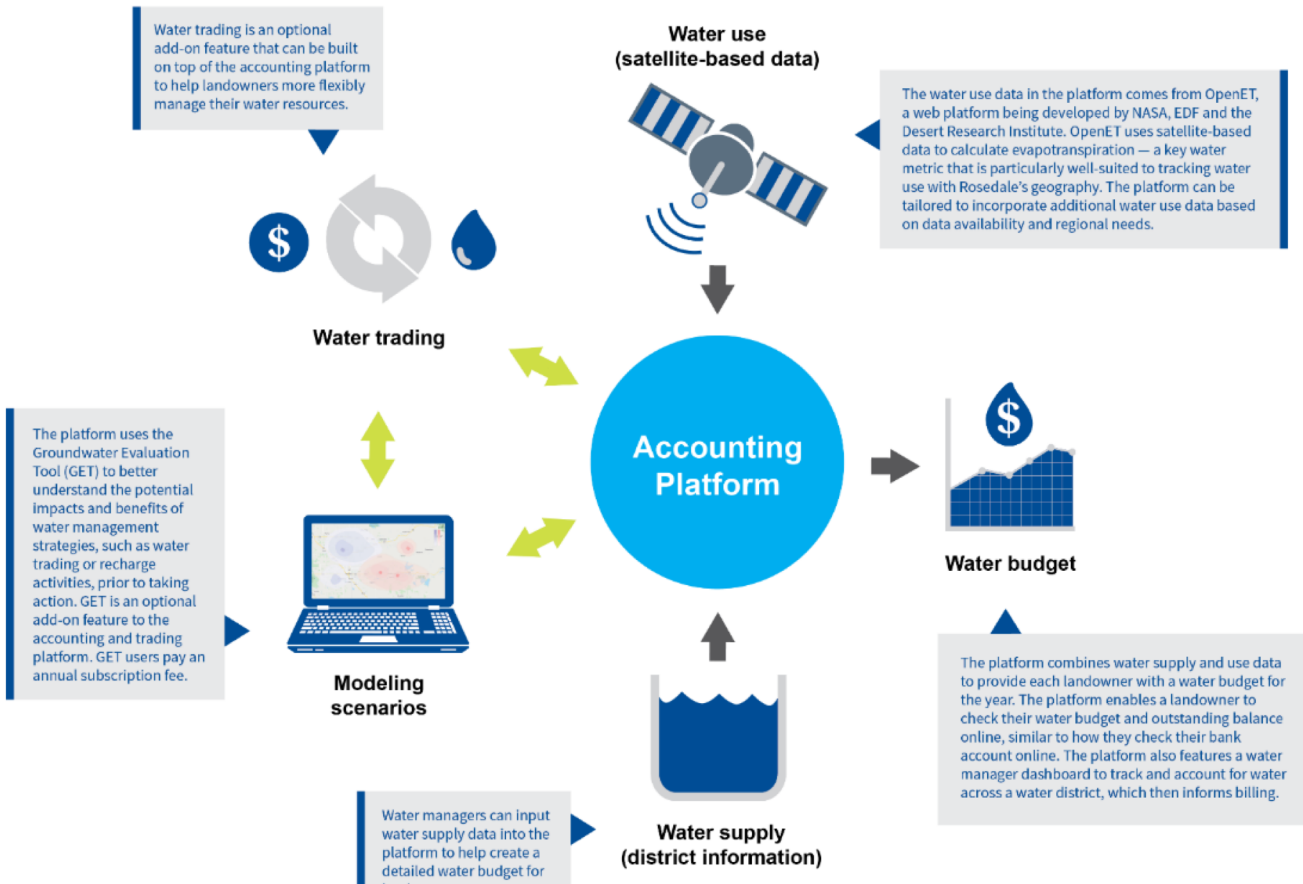 Water trading is an optional
add-on feature that can be built
on top of the accounting platform
to help landowners more flexibly
manage their water resources.
Water use
(satellite-based data)
The water use data in the platform comes from OpenET,
a web platform being developed by NASA, EDF and the
Desert Research Institute. OpenET uses satellite-based
data to calculate evapotranspiration — a key water
metric that is particularly well-suited to tracking water
use with Rosedale’s geography. The platform can be
tailored to incorporate additional water use data based
on data availability and regional needs.
$
Water trading
The platform uses the
Groundwater Evaluation
Tool (GET) to better
understand the potential
impacts and benefits of
water management
strategies, such as water
trading or recharge
activities, prior to taking
action. GET is an optional
add-on feature to the
accounting and trading
platform. GET users pay an
annual subscription fee.
Accounting
Platform
$
Water budget
Modeling
scenarios
The platform combines water supply and use data
to provide each landowner with a water budget for
the year. The platform enables a landowner to
check their water budget and outstanding balance
online, similar to how they check their bank
account online. The platform also features a water
manager dashboard to track and account for water
across a water district, which then informs billing.
Water managers can input
water supply data into the
platform to help create a
detailed water budget for
Water supply
(district information)